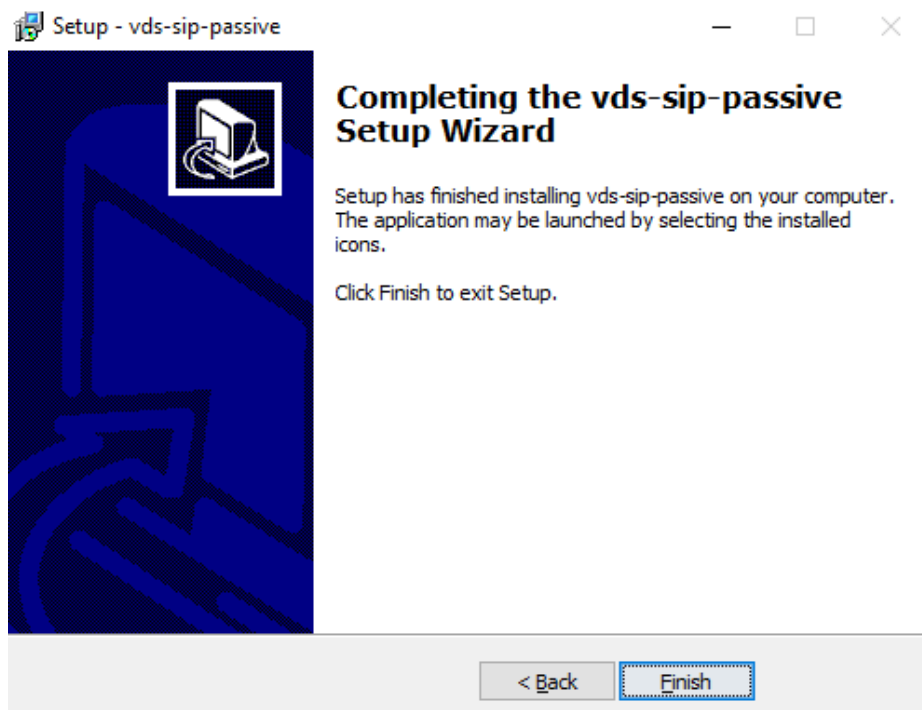 Setup - vds-sip-passive
Completing the vds-sip-passive
Setup Wizard
Setup has finished installing vds-sip-passive on your computer.
The application may be launched by selecting the installed
icons.
Click Finish to exit Setup.
< Back
Finish